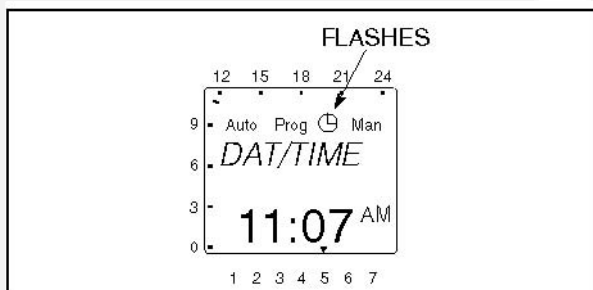 FLASHES
12 15 18 21 24
9 Auto Prog Man
DAT/TIME
6
3
11:07 AM
0
1 2 3 4 5 6 7